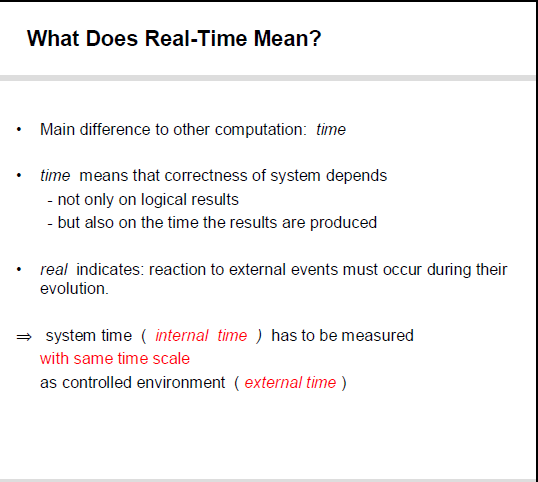 What Does Real-Time Mean?
• Main difference to other computation: time
• time means that correctness of system depends
- not only on logical results
- but also on the time the results are produced
• real indicates: reaction to external events must occur during their
evolution.
⇒ system time ( internal time ) has to be measured
with same time scale
as controlled environment ( external time )